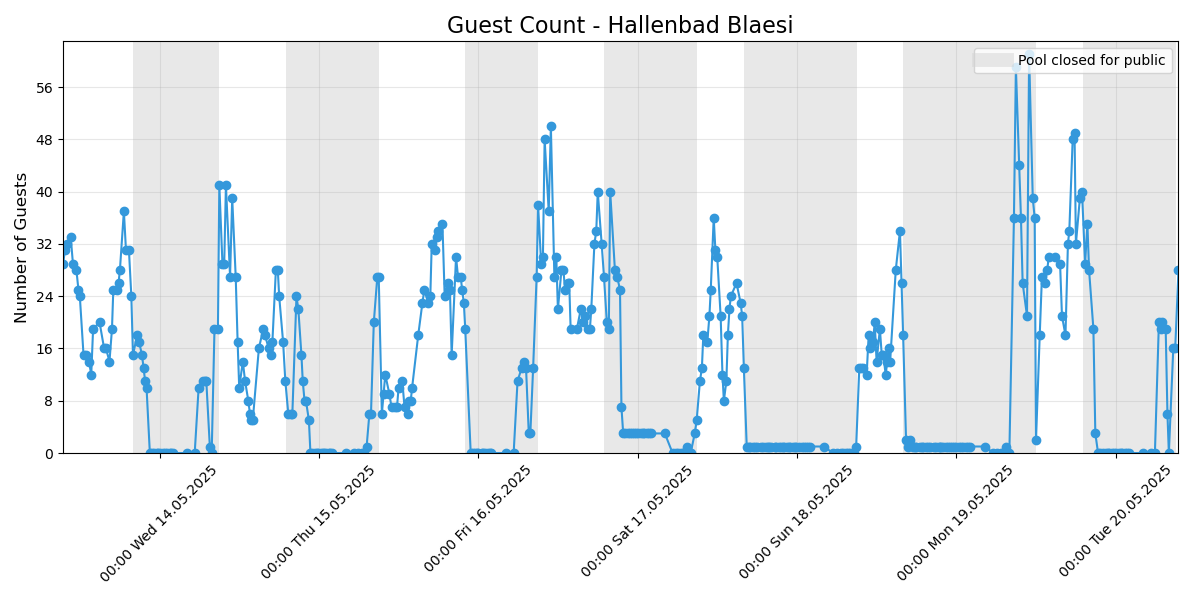 Guest Count - Hallenbad Blaesi
Pool closed for public
Number of Guests
56
48
40
32
24
16
8
0
00:00 Wed 14.05.2025
00:00 Thu 15.05.2025
00:00 Fri 16.05.2025
00:00 Sat 17.05.2025
00:00 Sun 18.05.2025
00:00 Mon 19.05.2025
00:00 Tue 20.05.2025